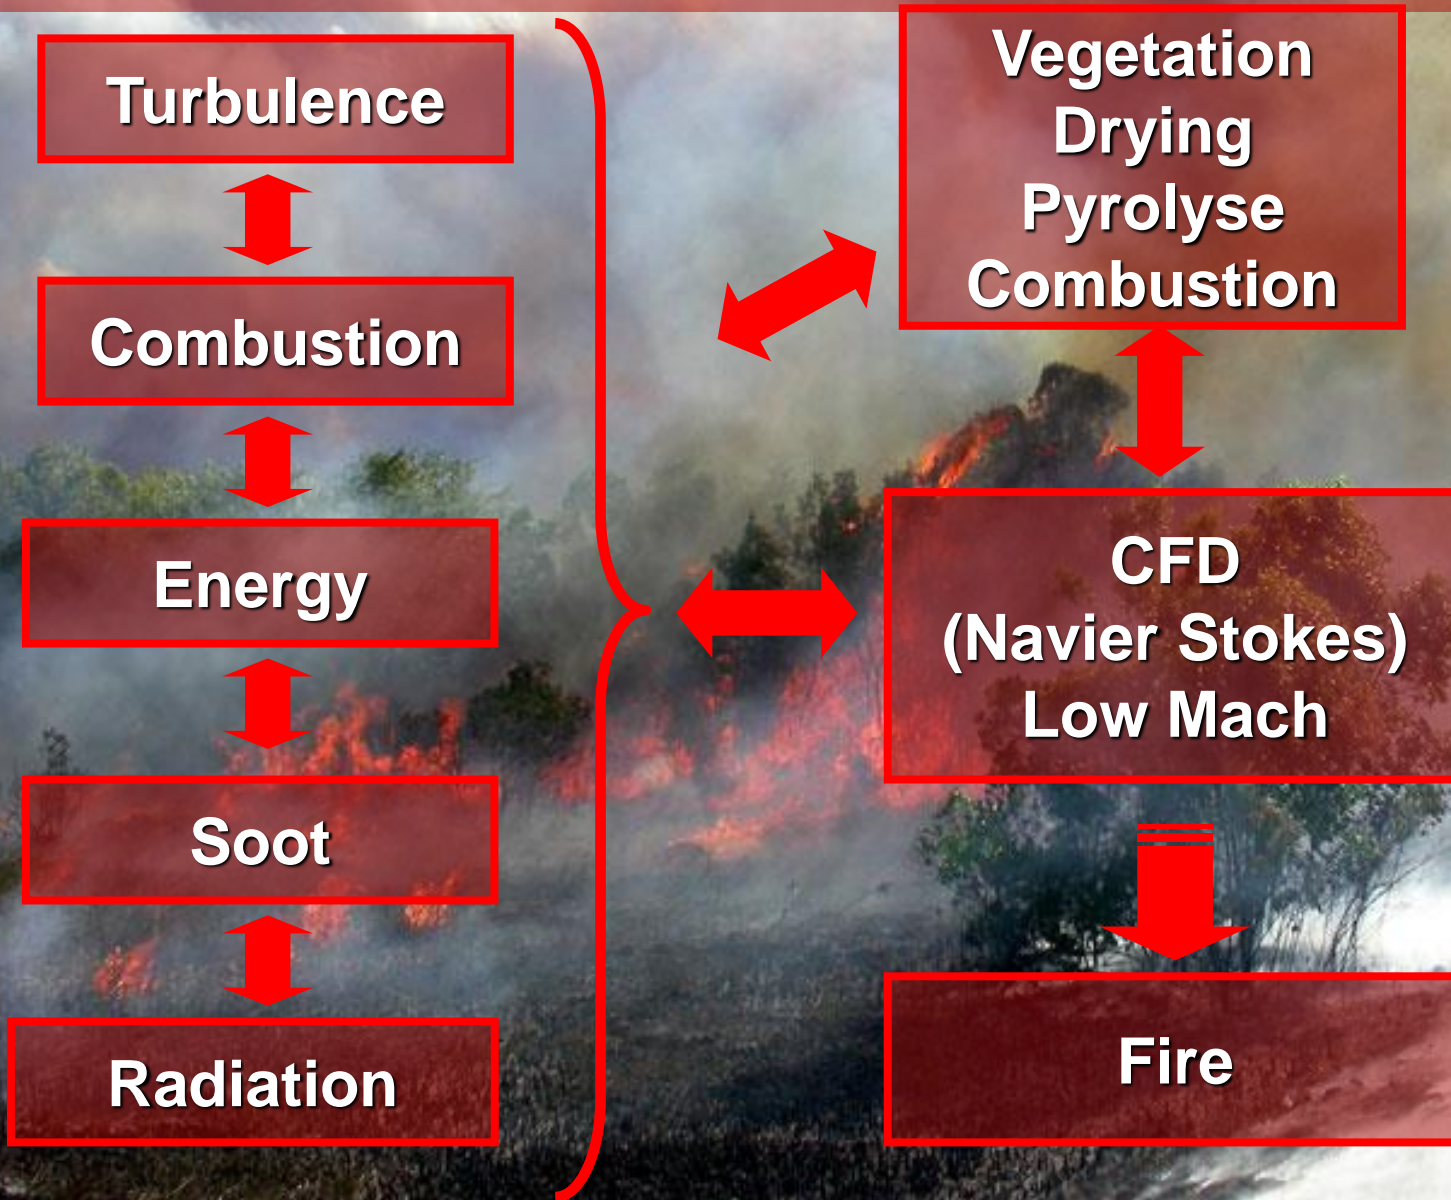 Turbulence
Combustion
Energy
Soot
Radiation
Vegetation
Drying
Pyrolyse
Combustion
CFD
(Navier Stokes)
Low Mach
Fire